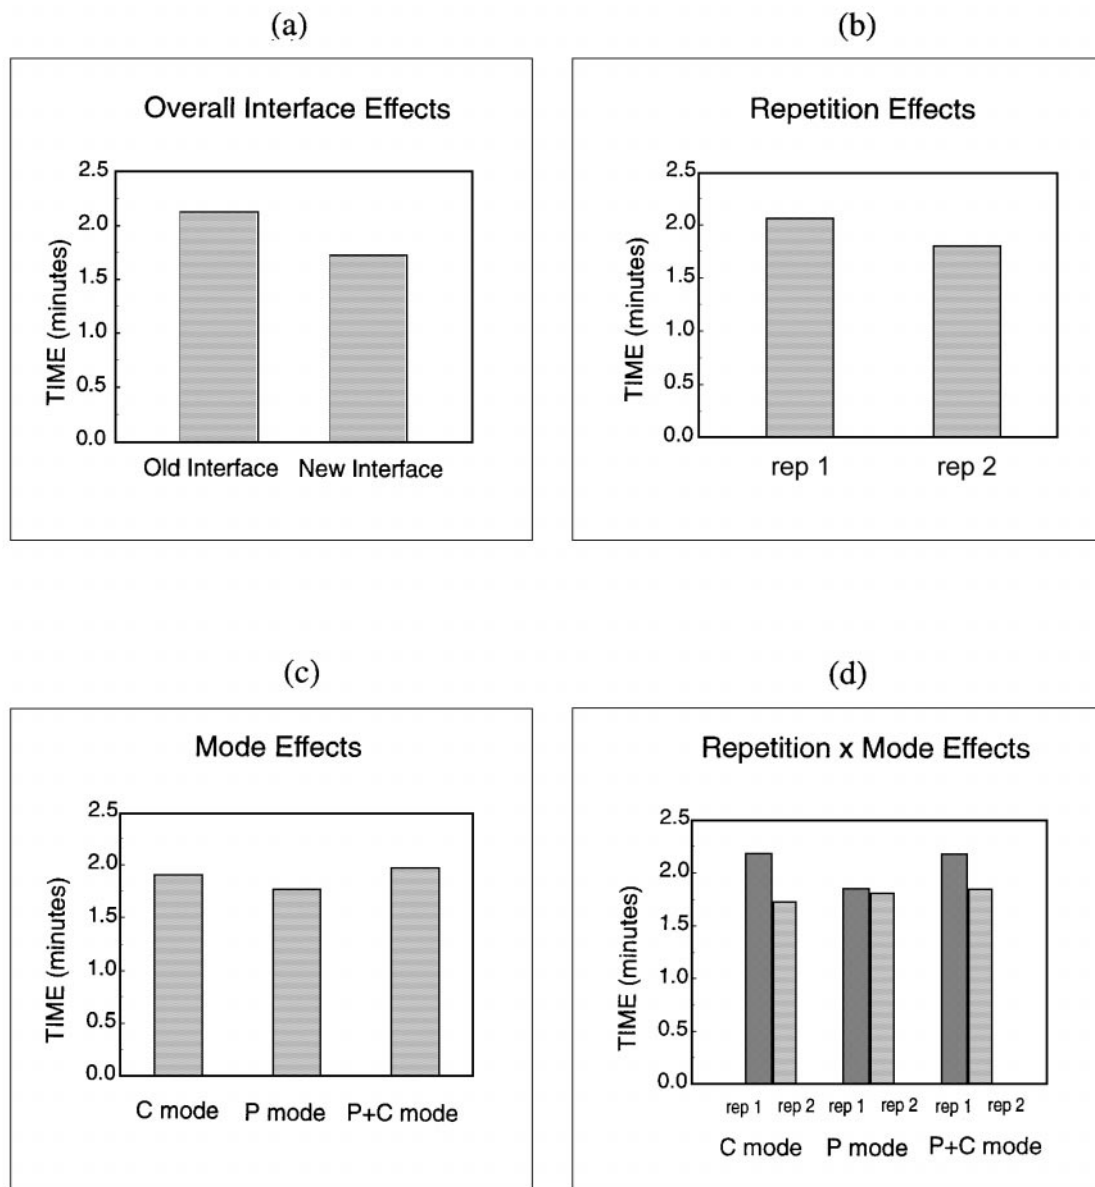 (a)
Overall Interface Effects
TIME (minutes)
2.5
2.0
1.5
1.0
0.5
0.0
Old Interface New Interface
(b)
Repetition Effects
TIME (minutes)
2.5
2.0
1.5
1.0
0.5
0.0
rep 1 rep 2
(c)
Mode Effects
TIME (minutes)
2.5
2.0
1.5
1.0
0.5
0.0
C mode P mode P+C mode
(d)
Repetition x Mode Effects
TIME (minutes)
2.5
2.0
1.5
1.0
0.5
0.0
rep 1 rep 2 rep 1 rep 2 rep 1 rep 2
C mode P mode P+C mode